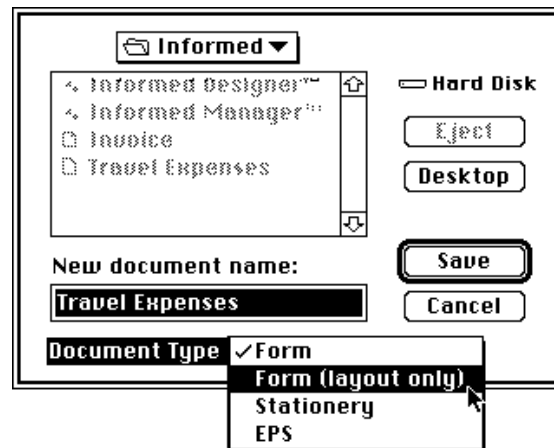 Informed
Informed Designer™
Hard Disk
Informed Manager™
Eject
Invoice
Travel Expenses
Desktop
New document name:
Save
Travel Expenses
Cancel
Document Type
Form
Form (layout only)
Stationery
EPS